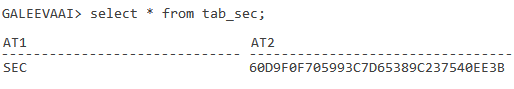 GALEEVAAI> select * from tab_sec;
AT1 AT2
----------------------------- ---------------------------------
SEC 60D9F0F705993C7D65389C237540EE3B